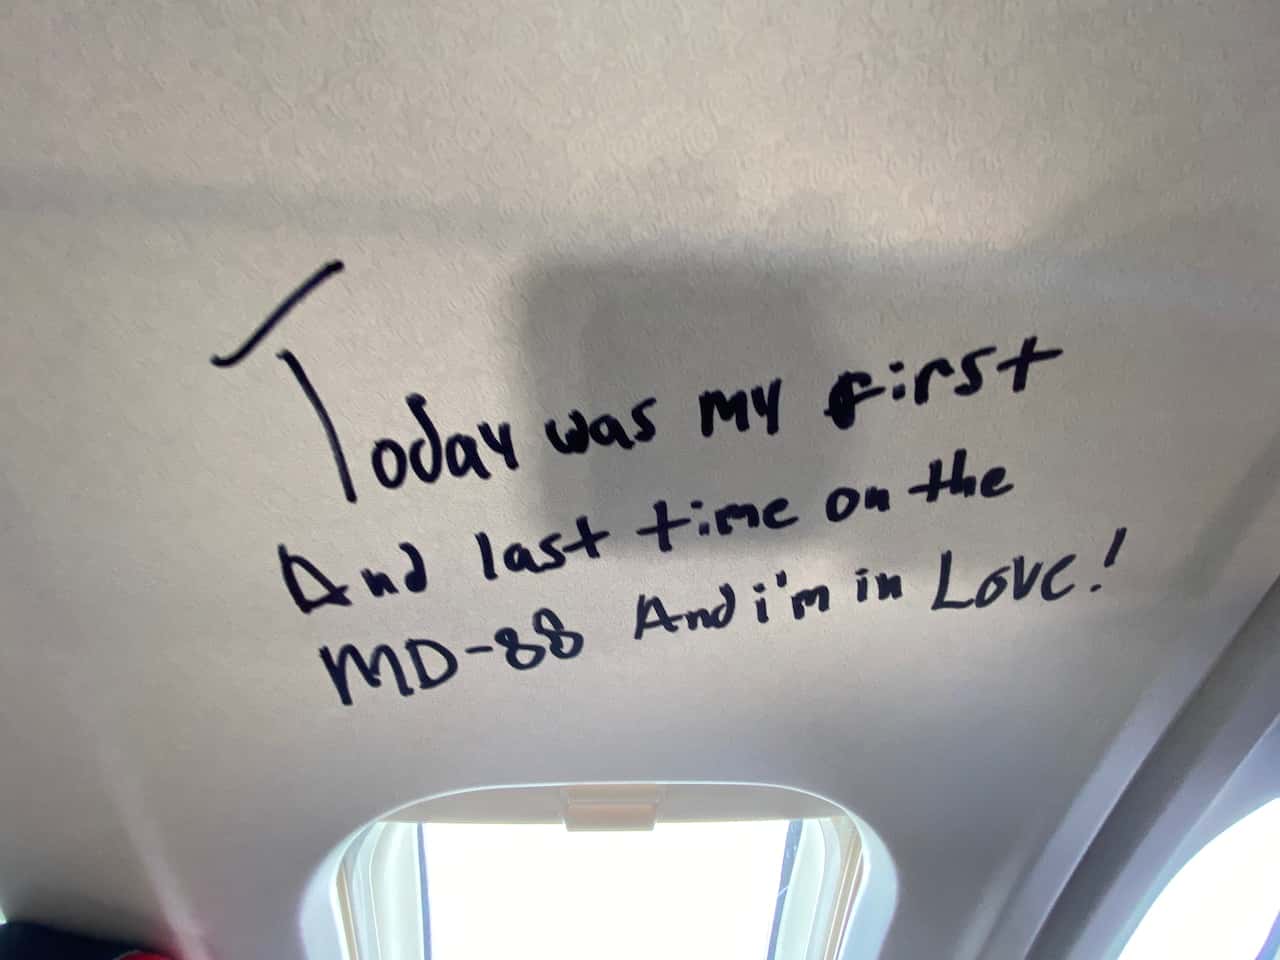 Today was my first
And last time on the
MD-88 And i'm in Love!